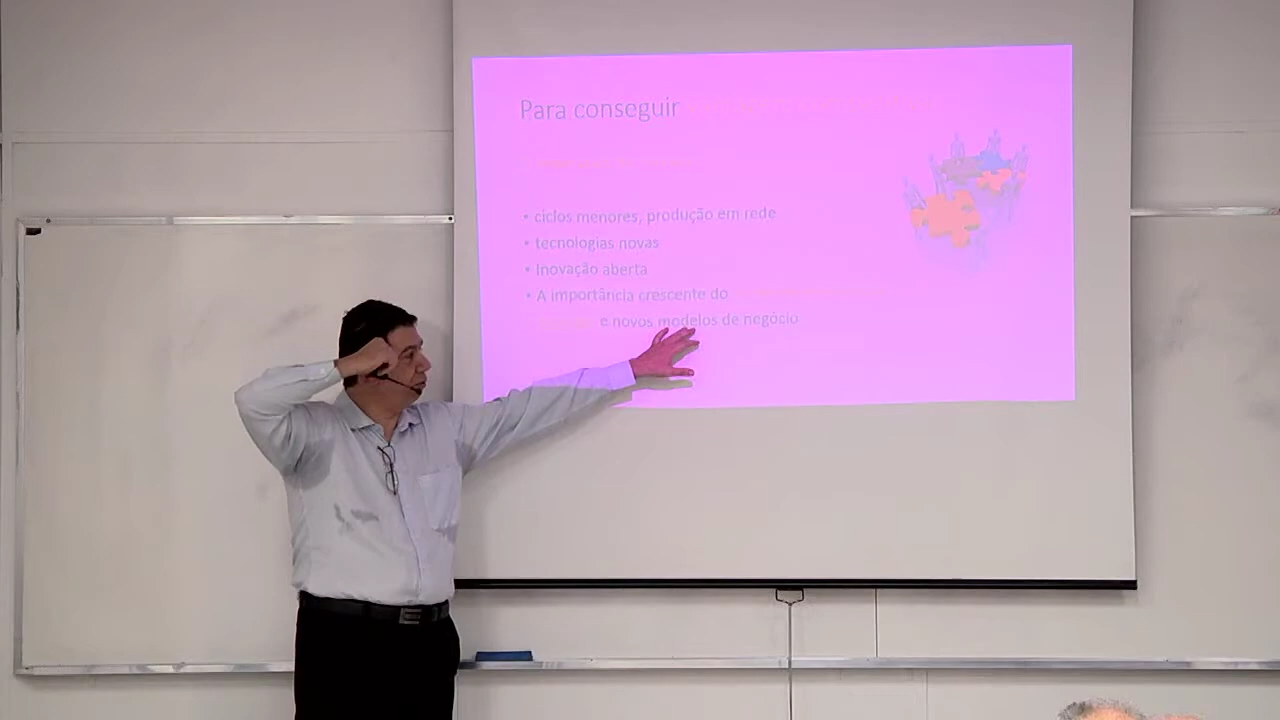 Para conseguir
• ciclos menores, produção em rede
• tecnologias novas
• Inovação aberta
• A importância crescente do
e novos modelos de negócio